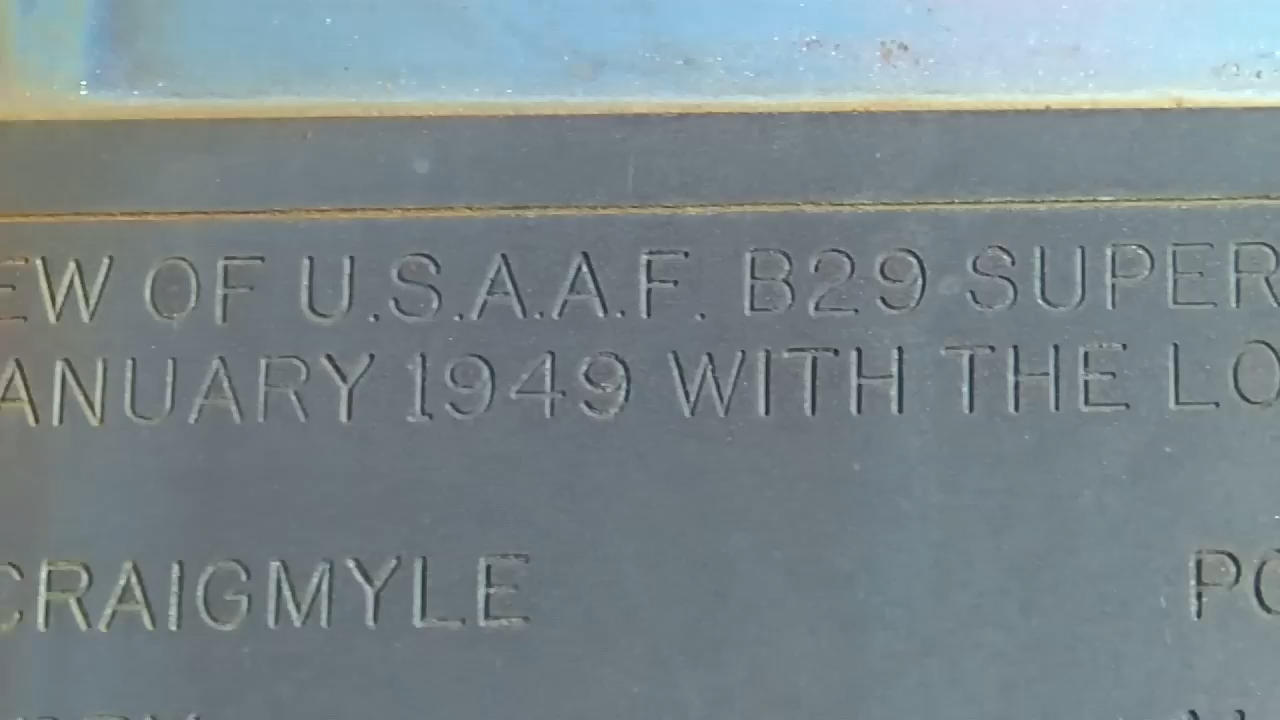 EW OF U.S.A.A.F. B29 SUPER
ANUARY 1949 WITH THE LO
CRAIGMYLE PO